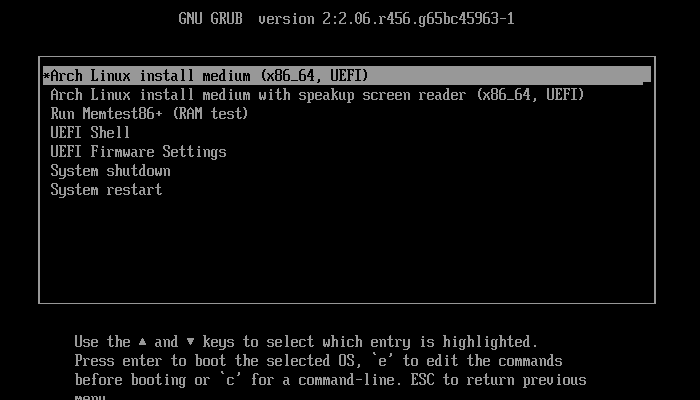 GNU GRUB  version 2:2.06.r456.g65bc45963-1
*Arch Linux install medium (x86_64, UEFI)
Arch Linux install medium with speakup screen reader (x86_64, UEFI)
Run Memtest86+ (RAM test)
UEFI Shell
UEFI Firmware Settings
System shutdown
System restart
Use the ▲ and ▼ keys to select which entry is highlighted.
Press enter to boot the selected OS, `e' to edit the commands
before booting or `c' for a command-line. ESC to return previous
menu.